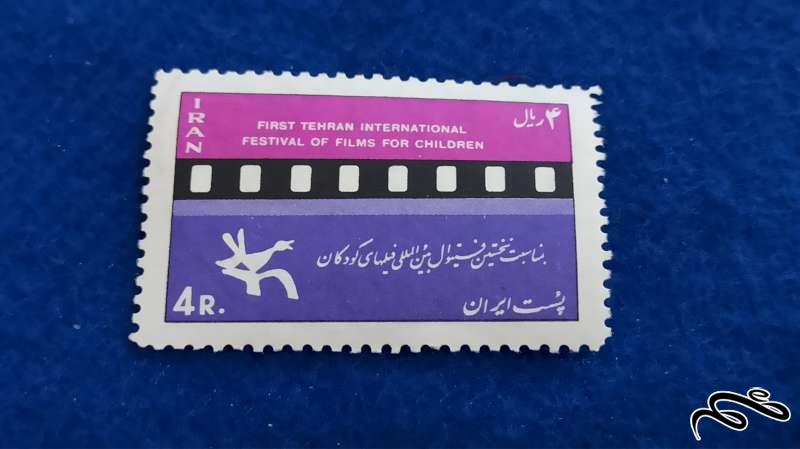 IRAN
۴ ریال
FIRST TEHRAN INTERNATIONAL
FESTIVAL OF FILMS FOR CHILDREN
بمناسبت نخستین فستیوال بین المللی فیلمهای کودکان
4 R.
پست ایران